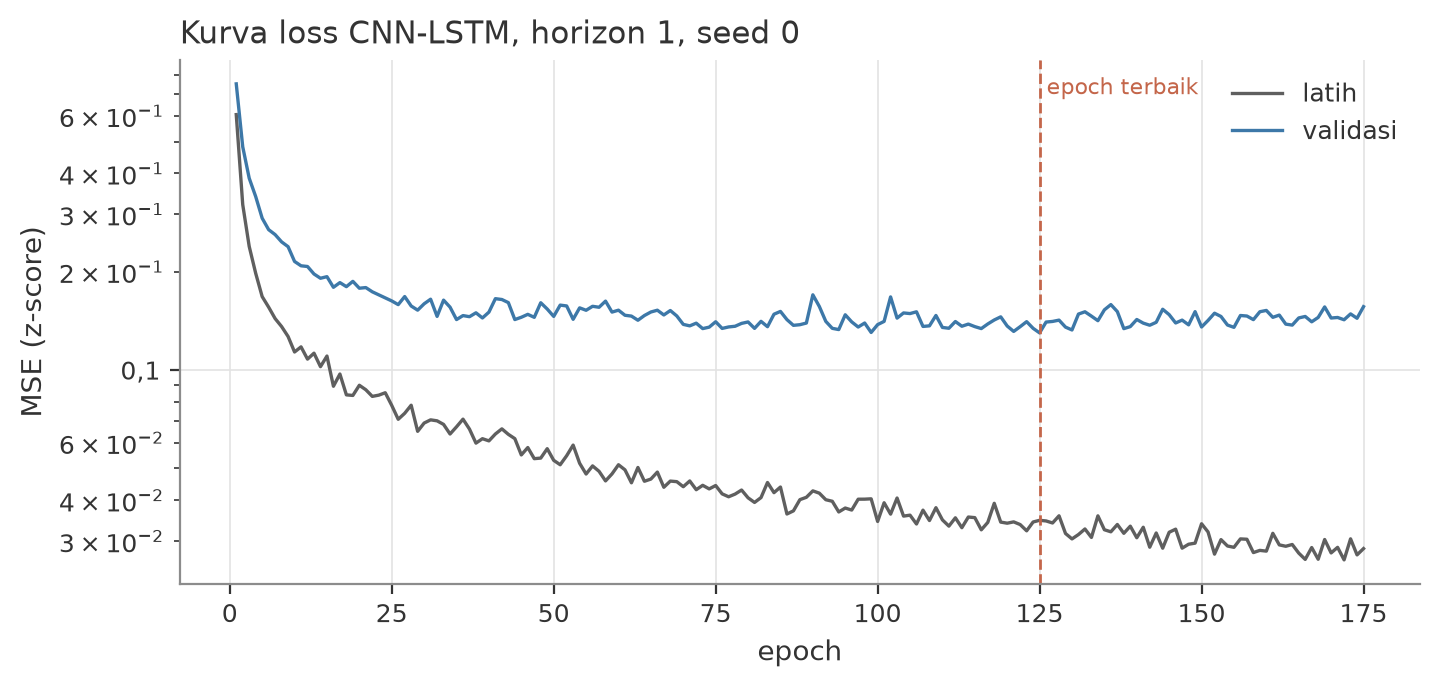 Kurva loss CNN-LSTM, horizon 1, seed 0
epoch terbaik
latih
validasi
MSE (z-score)
6 × 10⁻¹
4 × 10⁻¹
3 × 10⁻¹
2 × 10⁻¹
0,1
6 × 10⁻²
4 × 10⁻²
3 × 10⁻²
0 25 50 75 100 125 150 175
epoch